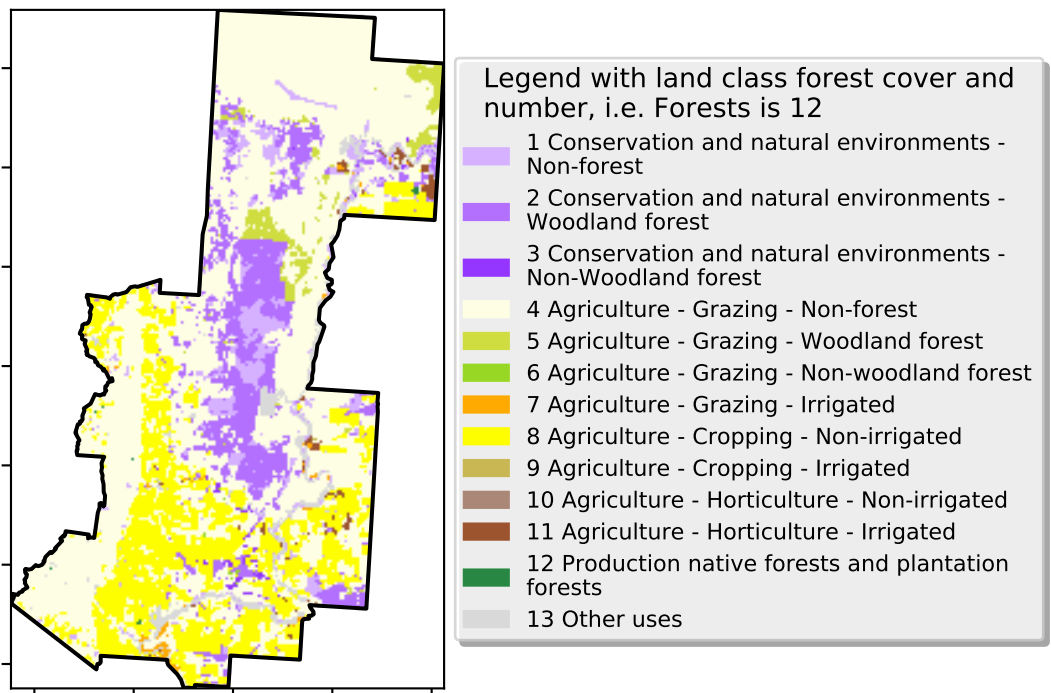 Legend with land class forest cover and
number, i.e. Forests is 12
1 Conservation and natural environments -
Non-forest
2 Conservation and natural environments -
Woodland forest
3 Conservation and natural environments -
Non-Woodland forest
4 Agriculture - Grazing - Non-forest
5 Agriculture - Grazing - Woodland forest
6 Agriculture - Grazing - Non-woodland forest
7 Agriculture - Grazing - Irrigated
8 Agriculture - Cropping - Non-irrigated
9 Agriculture - Cropping - Irrigated
10 Agriculture - Horticulture - Non-irrigated
11 Agriculture - Horticulture - Irrigated
12 Production native forests and plantation
forests
13 Other uses